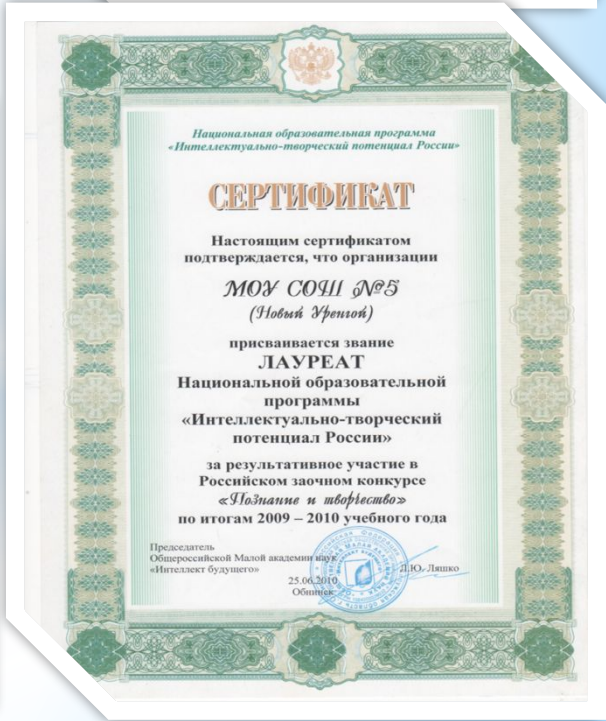 Национальная образовательная программа
«Интеллектуально-творческий потенциал России»
СЕРТИФИКАТ
Настоящим сертификатом
подтверждается, что организации
МОУ СОШ №5
(Новый Уренгой)
присваивается звание
ЛАУРЕАТ
Национальной образовательной
программы
«Интеллектуально-творческий
потенциал России»
за результативное участие в
Российском заочном конкурсе
«Познание и творчество»
по итогам 2009 – 2010 учебного года
Председатель
Общероссийской Малой академии наук
«Интеллект будущего» Л.Ю. Ляшко
25.06.2010
Обнинск